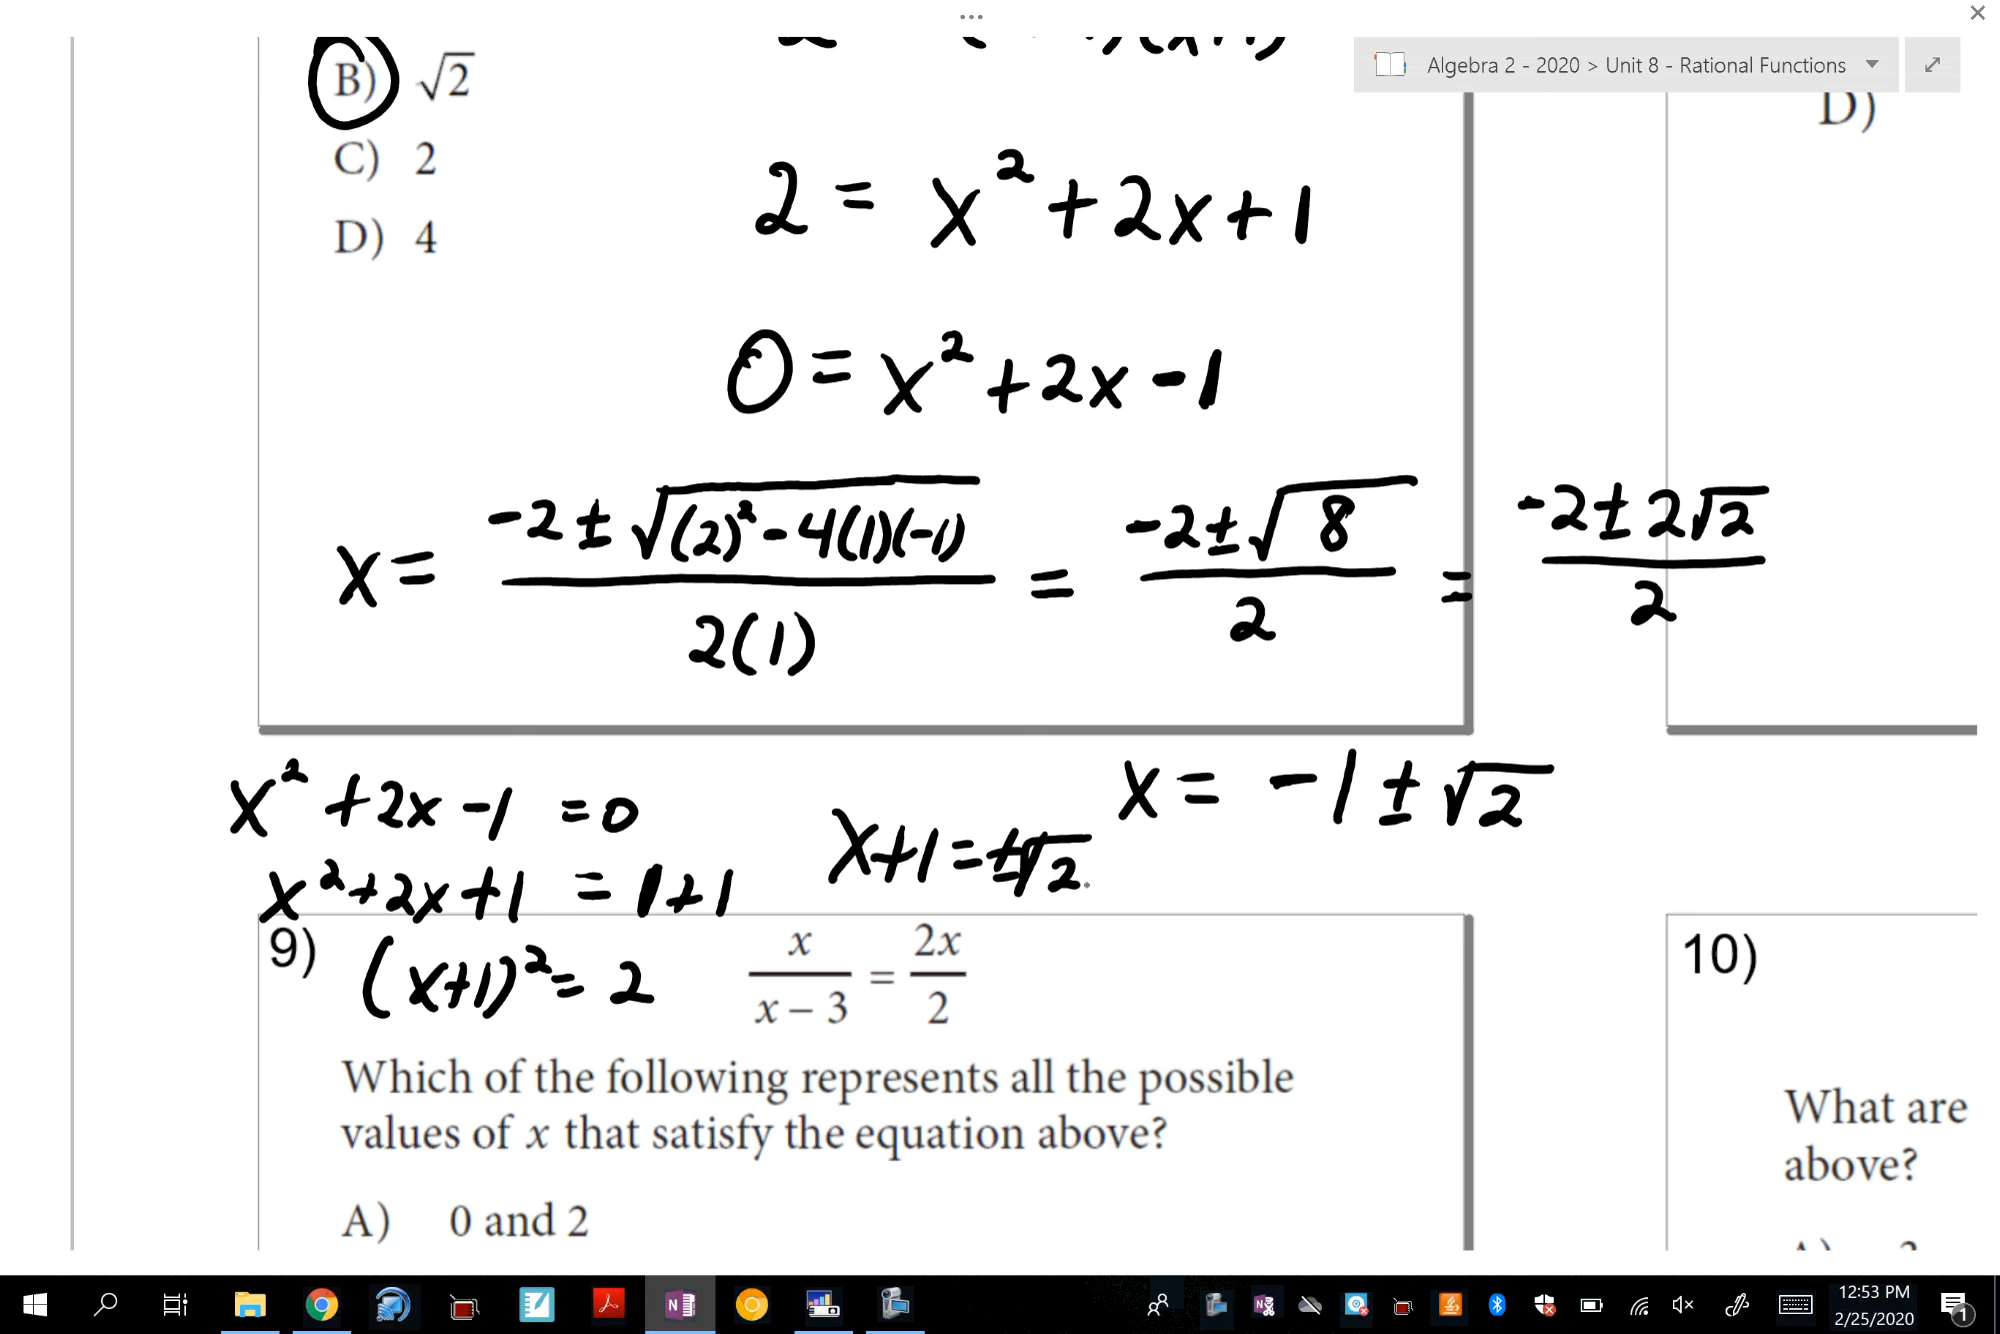 Algebra 2 - 2020 > Unit 8 - Rational Functions
B) √2
C) 2
D) 4
D)
2 = x² + 2x + 1
0 = x² + 2x - 1
x = (-2 ± √((2)² - 4(1)(-1)))/(2(1)) = (-2 ± √8)/2 = (-2 ± 2√2)/2
x = -1 ± √2
x² + 2x - 1 = 0
x² + 2x + 1 = 1 + 1
(x+1)² = 2
x+1 = ±√2
9)
x/(x – 3) = 2x/2
Which of the following represents all the possible
values of x that satisfy the equation above?
A) 0 and 2
10)
What are
above?
12:53 PM
2/25/2020
1